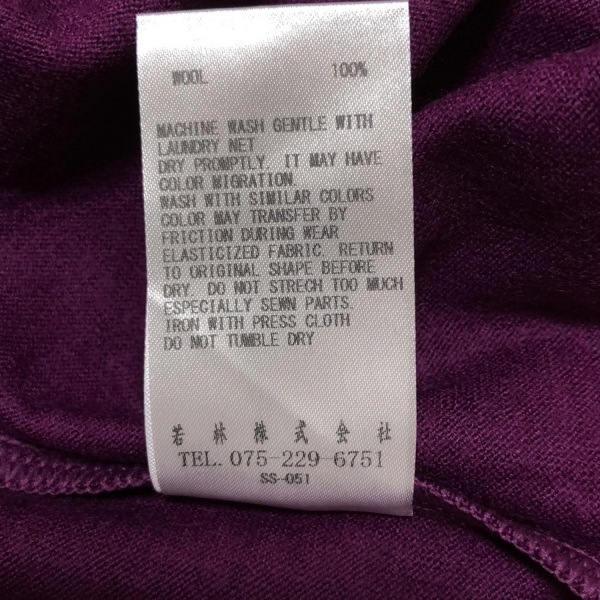 WOOL 100%
MACHINE WASH GENTLE WITH
LAUNDRY NET
DRY PROMPTLY. IT MAY HAVE
COLOR MIGRATION.
WASH WITH SIMILAR COLORS
COLOR MAY TRANSFER BY
FRICTION DURING WEAR
ELASTICIZED FABRIC. RETURN
TO ORIGINAL SHAPE BEFORE
DRY. DO NOT STRECH TOO MUCH
ESPECIALLY SEWN PARTS.
IRON WITH PRESS CLOTH
DO NOT TUMBLE DRY
若林株式会社
TEL. 075-229-6751
SS-051